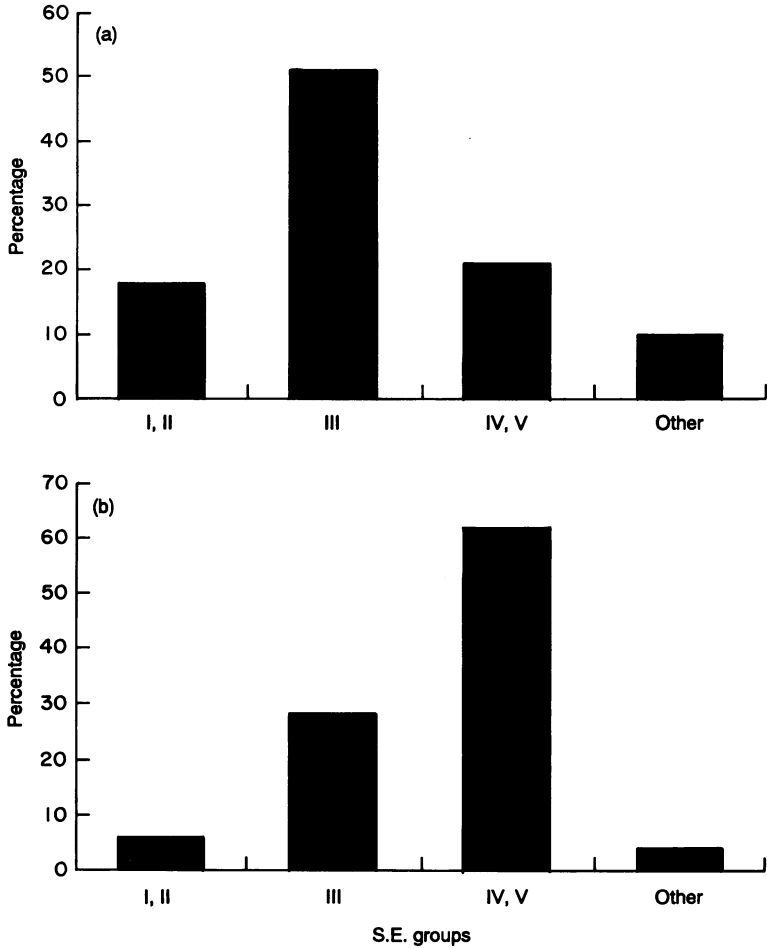 (a)
Percentage
60
50
40
30
20
10
0
I, II
III
IV, V
Other
(b)
Percentage
70
60
50
40
30
20
10
0
I, II
III
IV, V
Other
S.E. groups